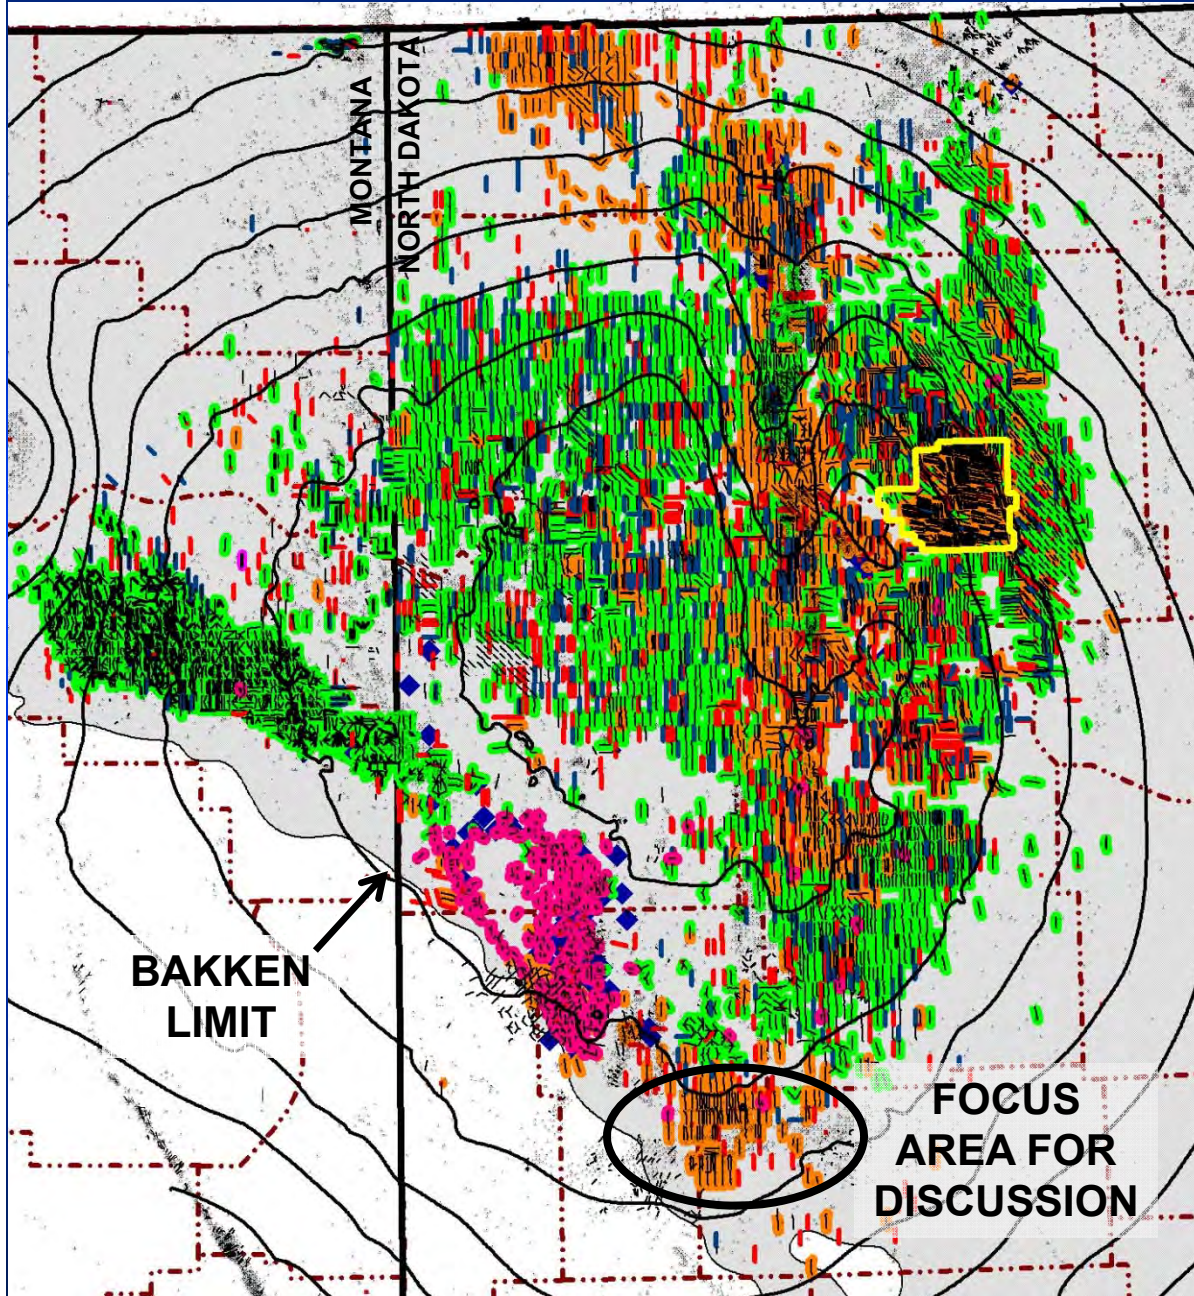 MONTANA
NORTH DAKOTA
BAKKEN
LIMIT
FOCUS
AREA FOR
DISCUSSION